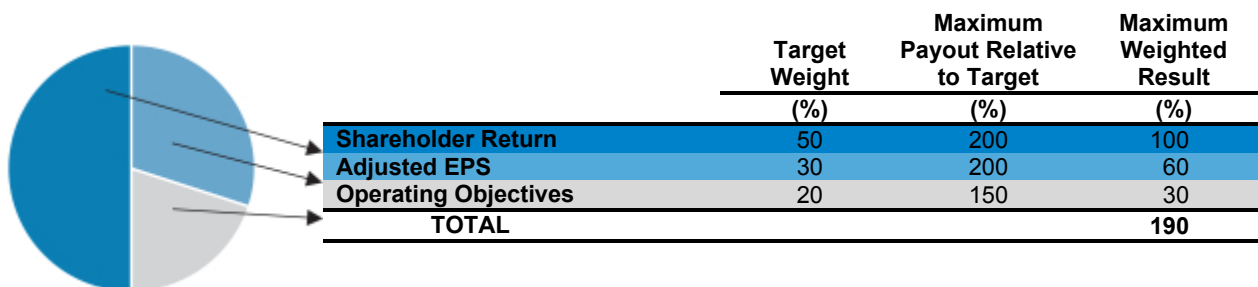 Target Weight
Maximum Payout Relative to Target
Maximum Weighted Result
(%) (%) (%)
Shareholder Return 50 200 100
Adjusted EPS 30 200 60
Operating Objectives 20 150 30
TOTAL 190